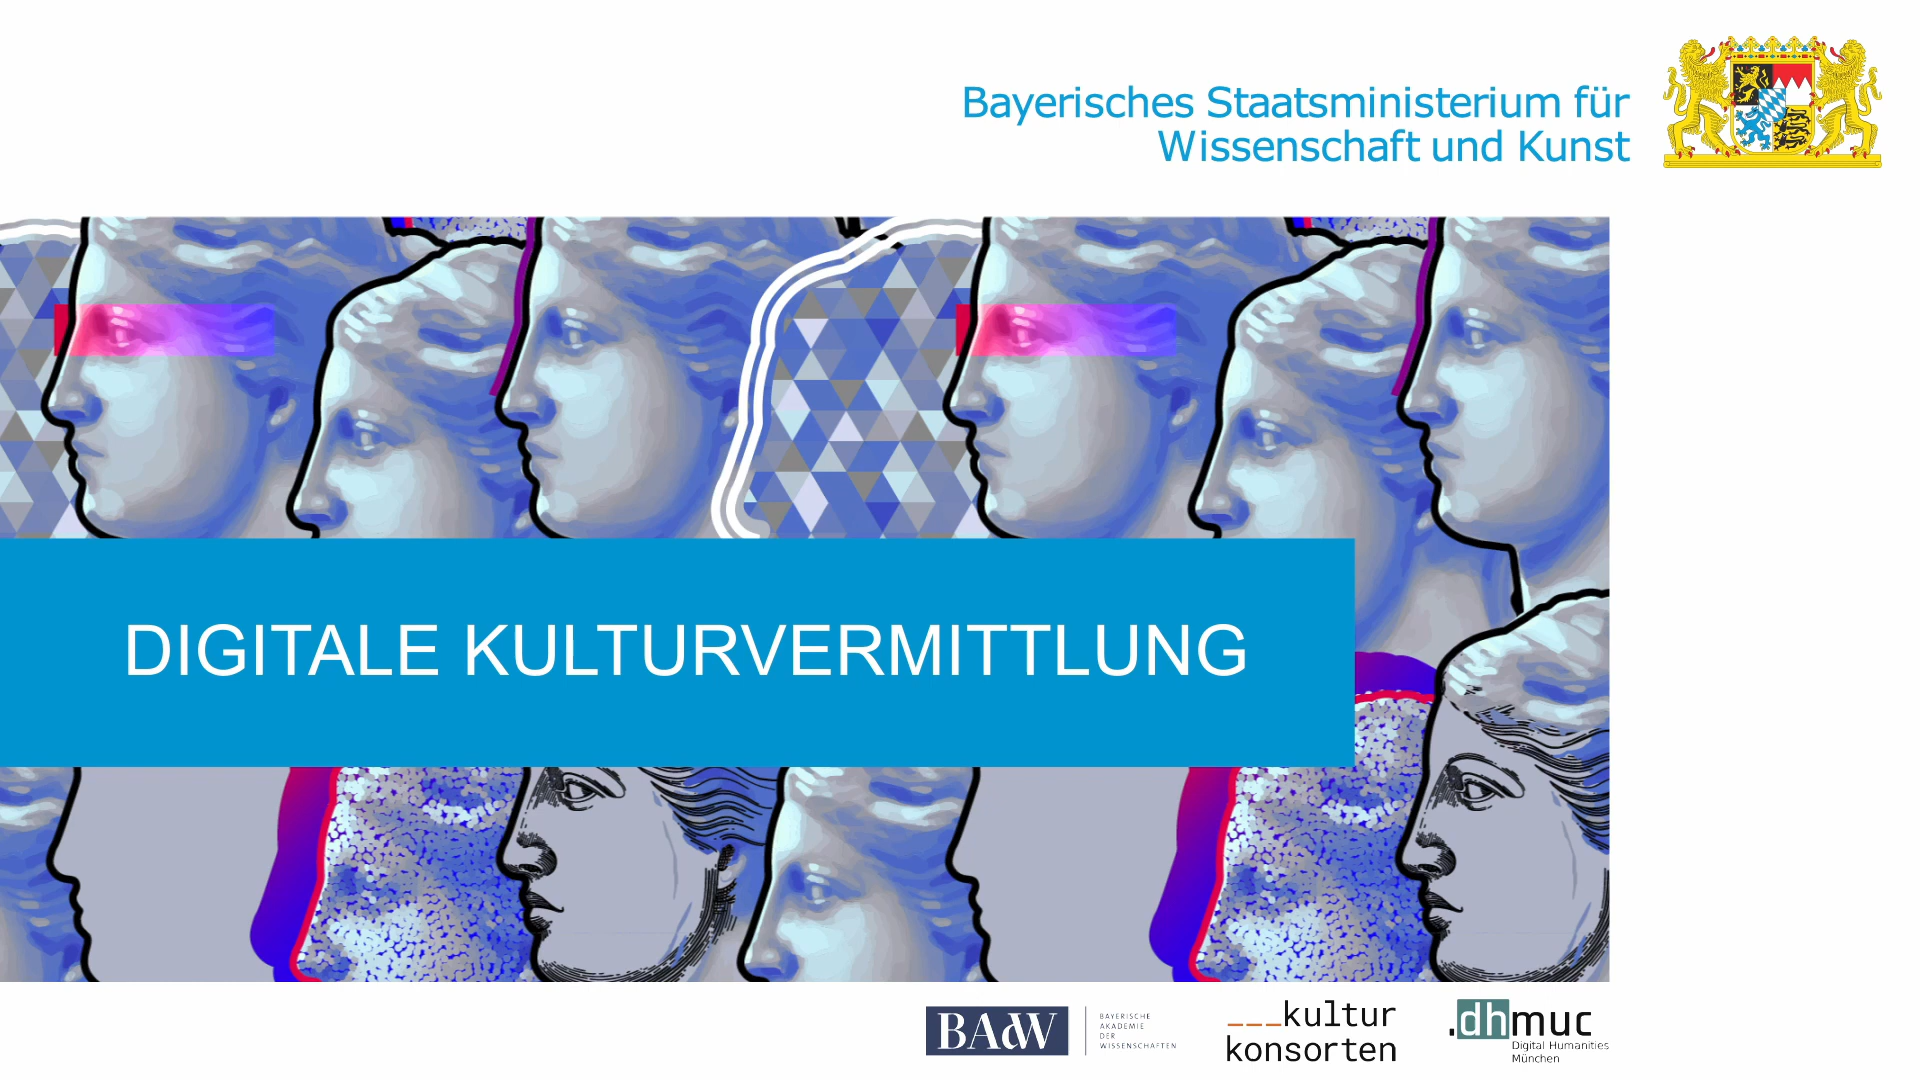 Bayerisches Staatsministerium für
Wissenschaft und Kunst
DIGITALE KULTURVERMITTLUNG
BAdW
BAYERISCHE
AKADEMIE
DER
WISSENSCHAFTEN
___kultur
konsorten
.dhmuc
Digital Humanities
München